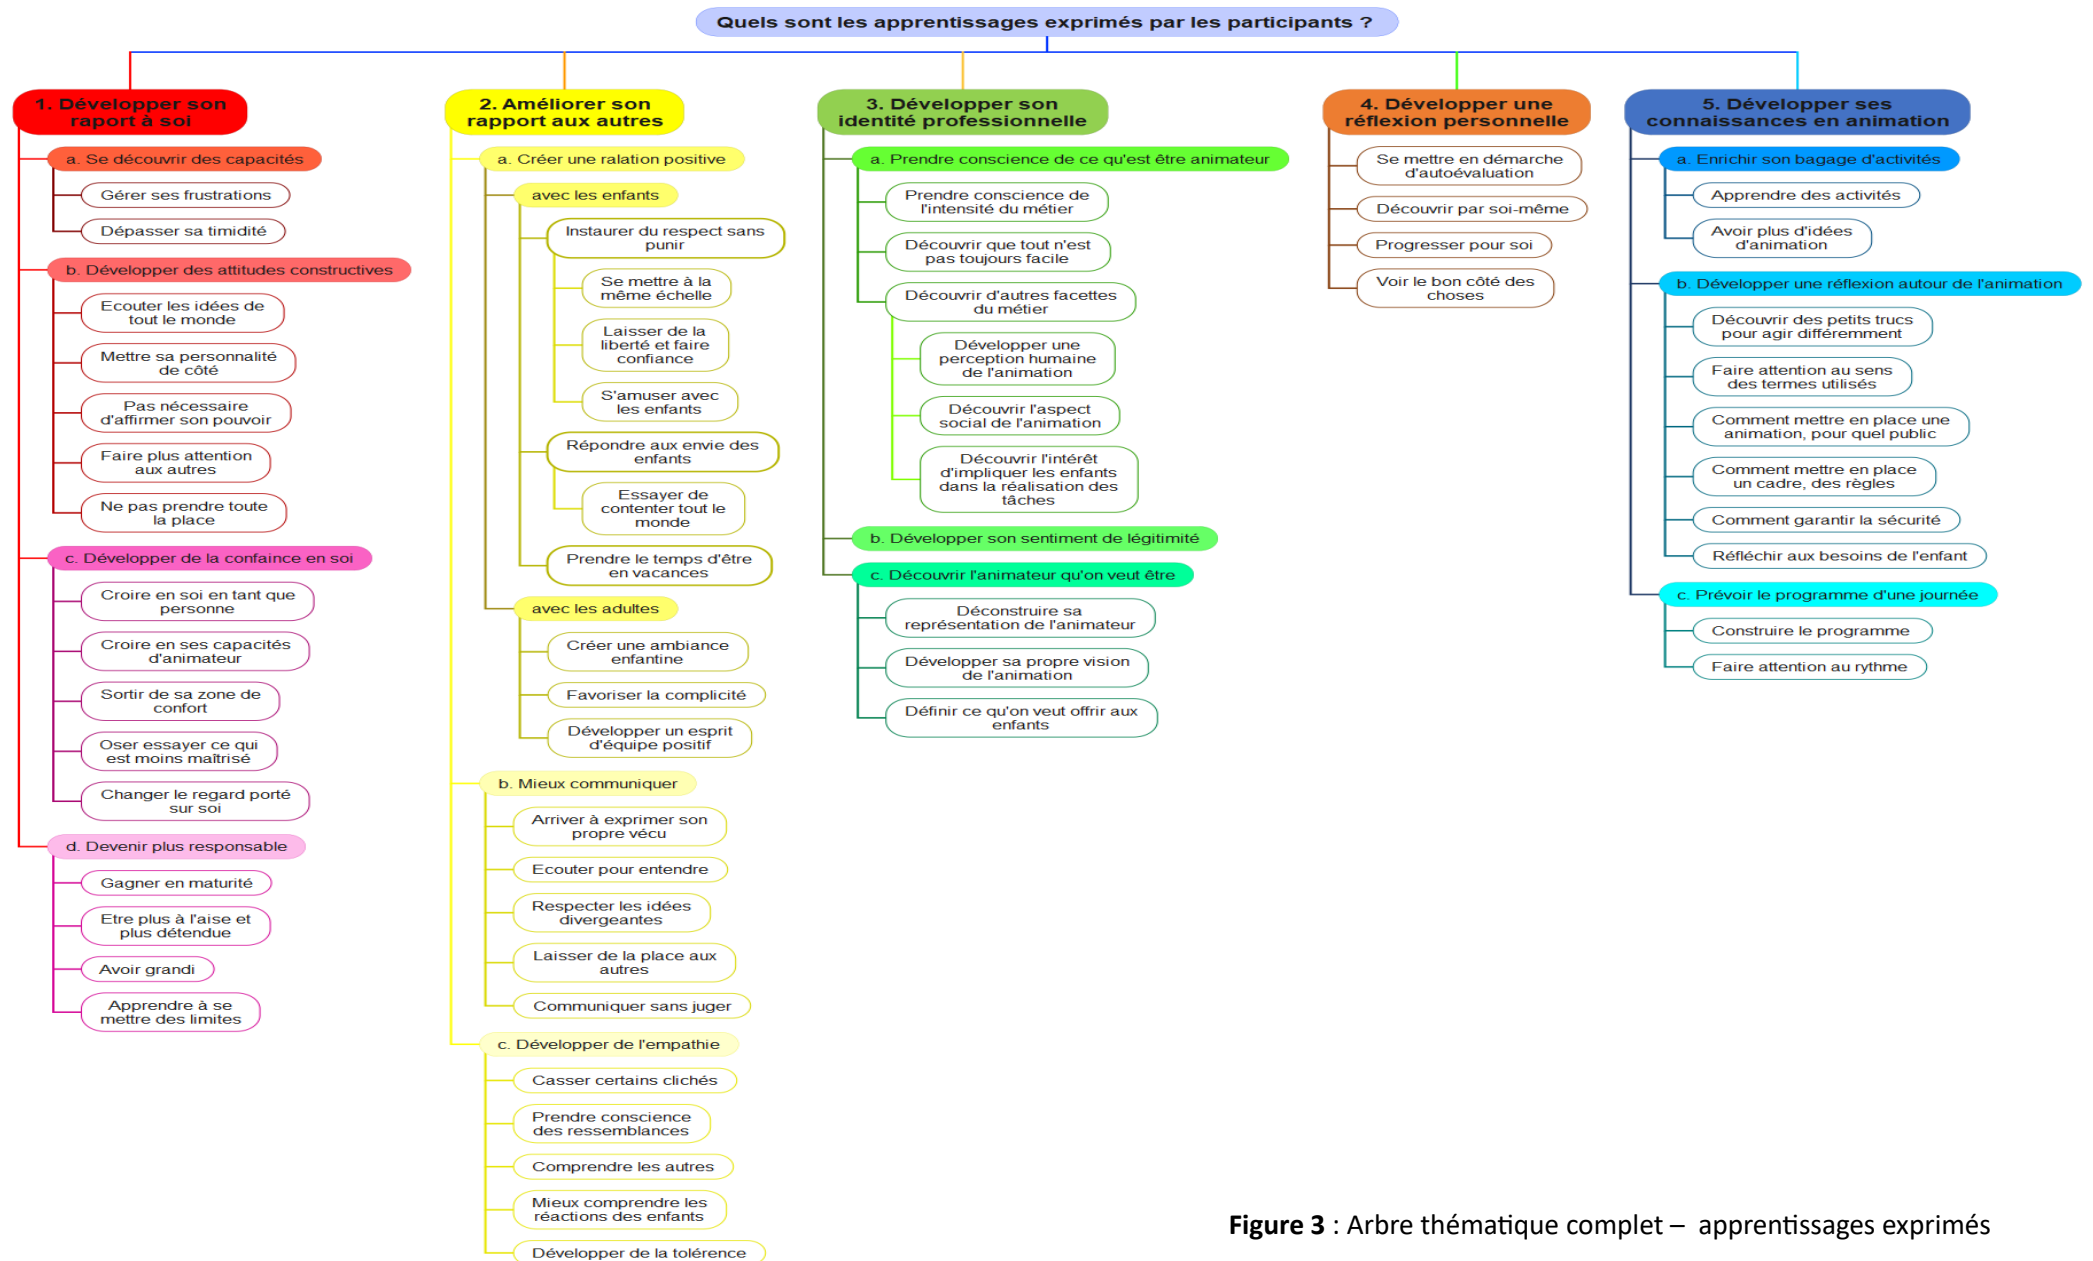 Quels sont les apprentissages exprimés par les participants ?
1. Développer son
raport à soi
a. Se découvrir des capacités
Gérer ses frustrations
Dépasser sa timidité
b. Développer des attitudes constructives
Ecouter les idées de
tout le monde
Mettre sa personnalité
de côté
Pas nécessaire
d'affirmer son pouvoir
Faire plus attention
aux autres
Ne pas prendre toute
la place
c. Développer de la confaince en soi
Croire en soi en tant que
personne
Croire en ses capacités
d'animateur
Sortir de sa zone de
confort
Oser essayer ce qui
est moins maîtrisé
Changer le regard porté
sur soi
d. Devenir plus responsable
Gagner en maturité
Etre plus à l'aise et
plus détendue
Avoir grandi
Apprendre à se
mettre des limites
2. Améliorer son
rapport aux autres
a. Créer une ralation positive
avec les enfants
Instaurer du respect sans
punir
Se mettre à la
même échelle
Laisser de la
liberté et faire
confiance
S'amuser avec
les enfants
Répondre aux envie des
enfants
Essayer de
contenter tout le
monde
Prendre le temps d'être
en vacances
avec les adultes
Créer une ambiance
enfantine
Favoriser la complicité
Développer un esprit
d'équipe positif
b. Mieux communiquer
Arriver à exprimer son
propre vécu
Ecouter pour entendre
Respecter les idées
divergeantes
Laisser de la place aux
autres
Communiquer sans juger
c. Développer de l'empathie
Casser certains clichés
Prendre conscience
des ressemblances
Comprendre les autres
Mieux comprendre les
réactions des enfants
Développer de la tolérence
3. Développer son
identité professionnelle
a. Prendre conscience de ce qu'est être animateur
Prendre conscience de
l'intensité du métier
Découvrir que tout n'est
pas toujours facile
Découvrir d'autres facettes
du métier
Développer une
perception humaine
de l'animation
Découvrir l'aspect
social de l'animation
Découvrir l'intérêt
d'impliquer les enfants
dans la réalisation des
tâches
b. Développer son sentiment de légitimité
c. Découvrir l'animateur qu'on veut être
Déconstruire sa
représentation de l'animateur
Développer sa propre vision
de l'animation
Définir ce qu'on veut offrir aux
enfants
4. Développer une
réflexion personnelle
Se mettre en démarche
d'autoévaluation
Découvrir par soi-même
Progresser pour soi
Voir le bon côté des
choses
5. Développer ses
connaissances en animation
a. Enrichir son bagage d'activités
Apprendre des activités
Avoir plus d'idées
d'animation
b. Développer une réflexion autour de l'animation
Découvrir des petits trucs
pour agir différemment
Faire attention au sens
des termes utilisés
Comment mettre en place une
animation, pour quel public
Comment mettre en place
un cadre, des règles
Comment garantir la sécurité
Réfléchir aux besoins de l'enfant
c. Prévoir le programme d'une journée
Construire le programme
Faire attention au rythme
Figure 3 : Arbre thématique complet – apprentissages exprimés